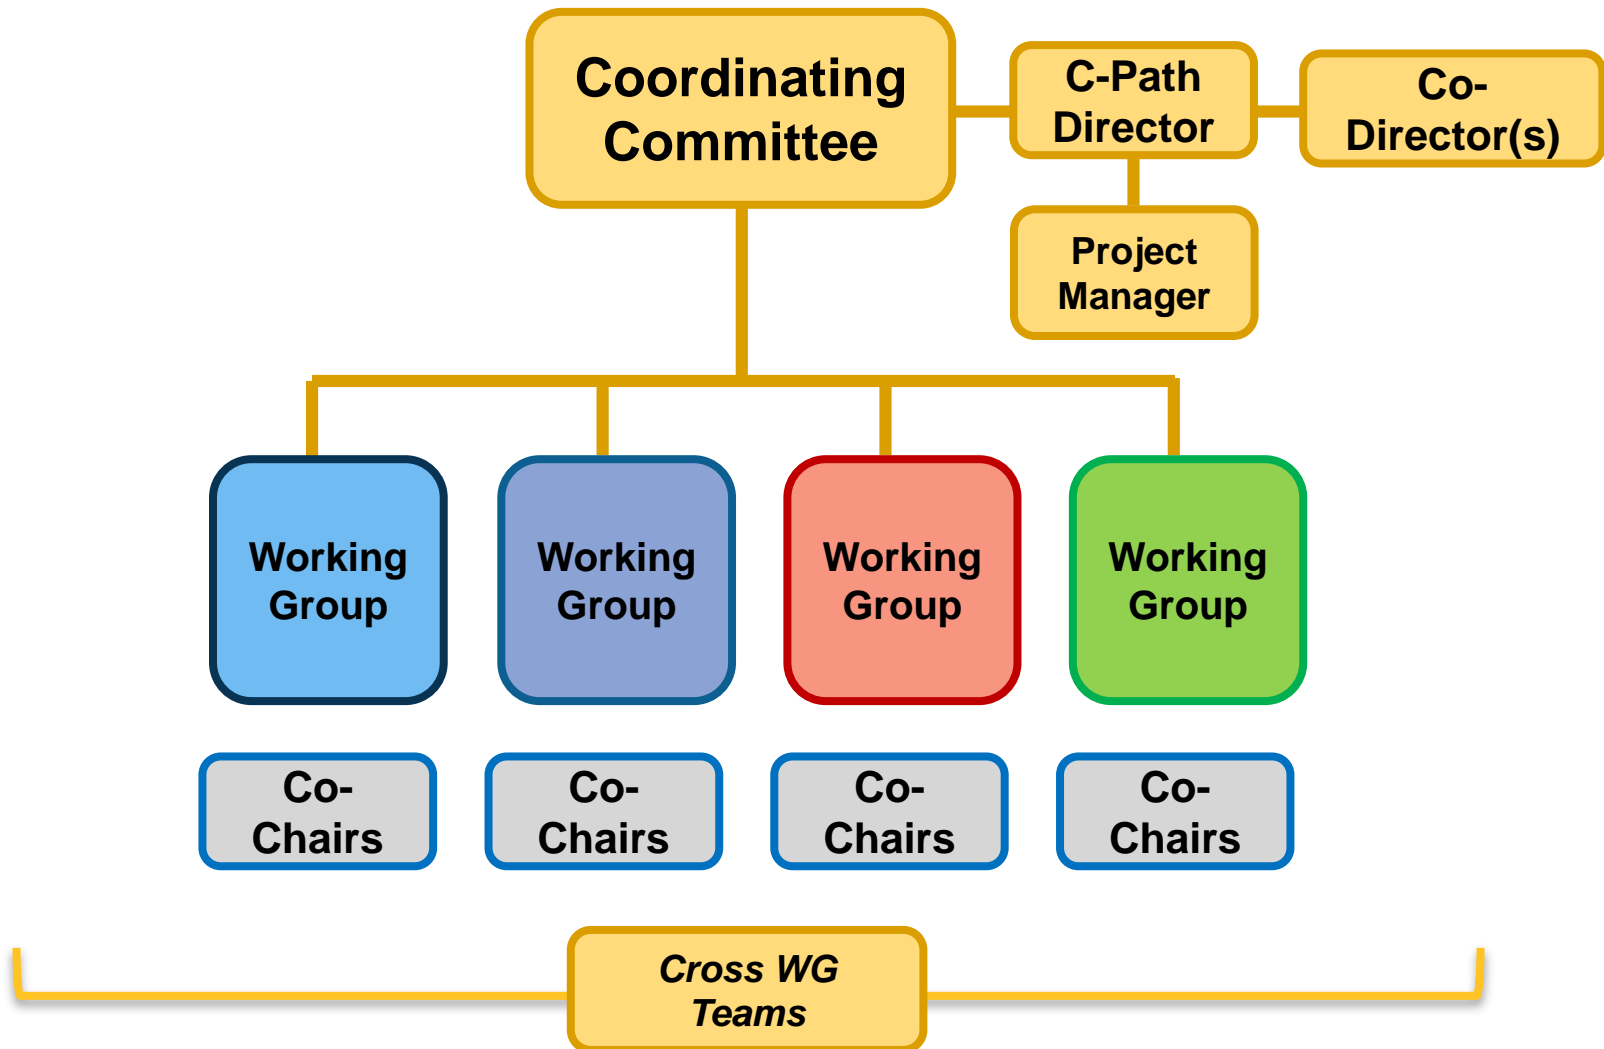 Coordinating
Committee
C-Path
Director
Co-
Director(s)
Project
Manager
Working
Group
Working
Group
Working
Group
Working
Group
Co-
Chairs
Co-
Chairs
Co-
Chairs
Co-
Chairs
Cross WG
Teams